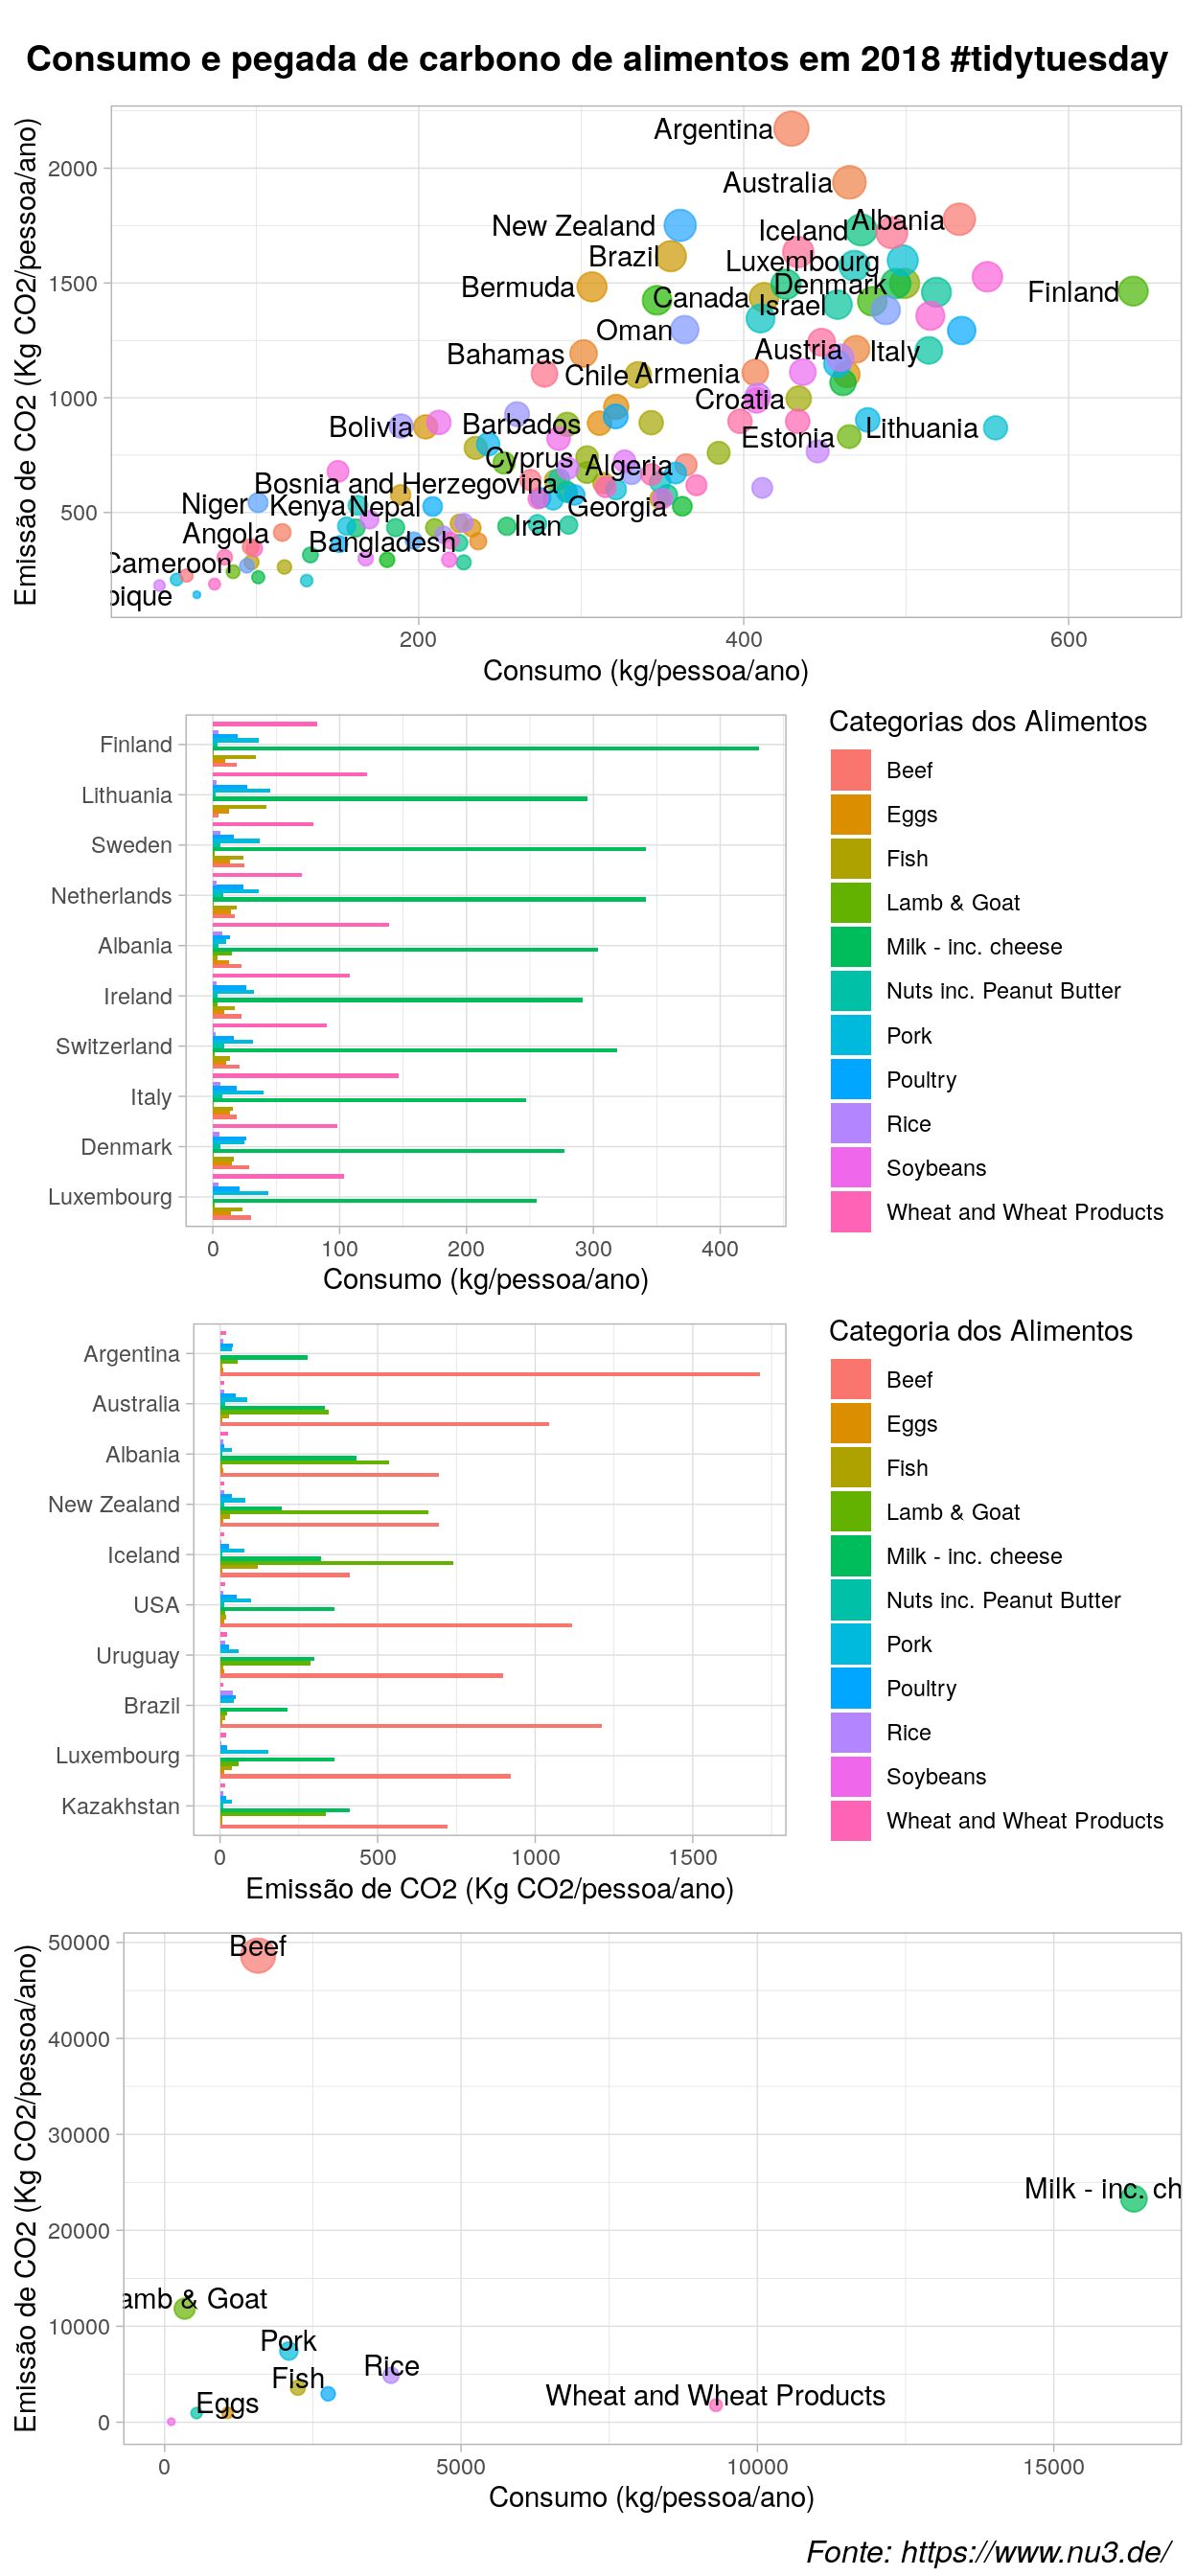 Consumo e pegada de carbono de alimentos em 2018 #tidytuesday
Emissão de CO2 (Kg CO2/pessoa/ano)
2000
1500
1000
500
Argentina
Australia
New Zealand
Iceland
Albania
Brazil
Luxembourg
Bermuda
Canada
Denmark
Israel
Finland
Oman
Bahamas
Austria
Italy
Chile
Armenia
Croatia
Bolivia
Barbados
Estonia
Lithuania
Cyprus
Algeria
Bosnia and Herzegovina
Niger
Kenya
Nepal
Georgia
Angola
Iran
Bangladesh
Cameroon
pique
200
400
600
Consumo (kg/pessoa/ano)
Finland
Lithuania
Sweden
Netherlands
Albania
Ireland
Switzerland
Italy
Denmark
Luxembourg
0
100
200
300
400
Consumo (kg/pessoa/ano)
Categorias dos Alimentos
Beef
Eggs
Fish
Lamb & Goat
Milk - inc. cheese
Nuts inc. Peanut Butter
Pork
Poultry
Rice
Soybeans
Wheat and Wheat Products
Argentina
Australia
Albania
New Zealand
Iceland
USA
Uruguay
Brazil
Luxembourg
Kazakhstan
0
500
1000
1500
Emissão de CO2 (Kg CO2/pessoa/ano)
Categoria dos Alimentos
Beef
Eggs
Fish
Lamb & Goat
Milk - inc. cheese
Nuts inc. Peanut Butter
Pork
Poultry
Rice
Soybeans
Wheat and Wheat Products
Emissão de CO2 (Kg CO2/pessoa/ano)
50000
40000
30000
20000
10000
0
Beef
Milk - inc. ch
amb & Goat
Pork
Rice
Fish
Eggs
Wheat and Wheat Products
0
5000
10000
15000
Consumo (kg/pessoa/ano)
Fonte: https://www.nu3.de/